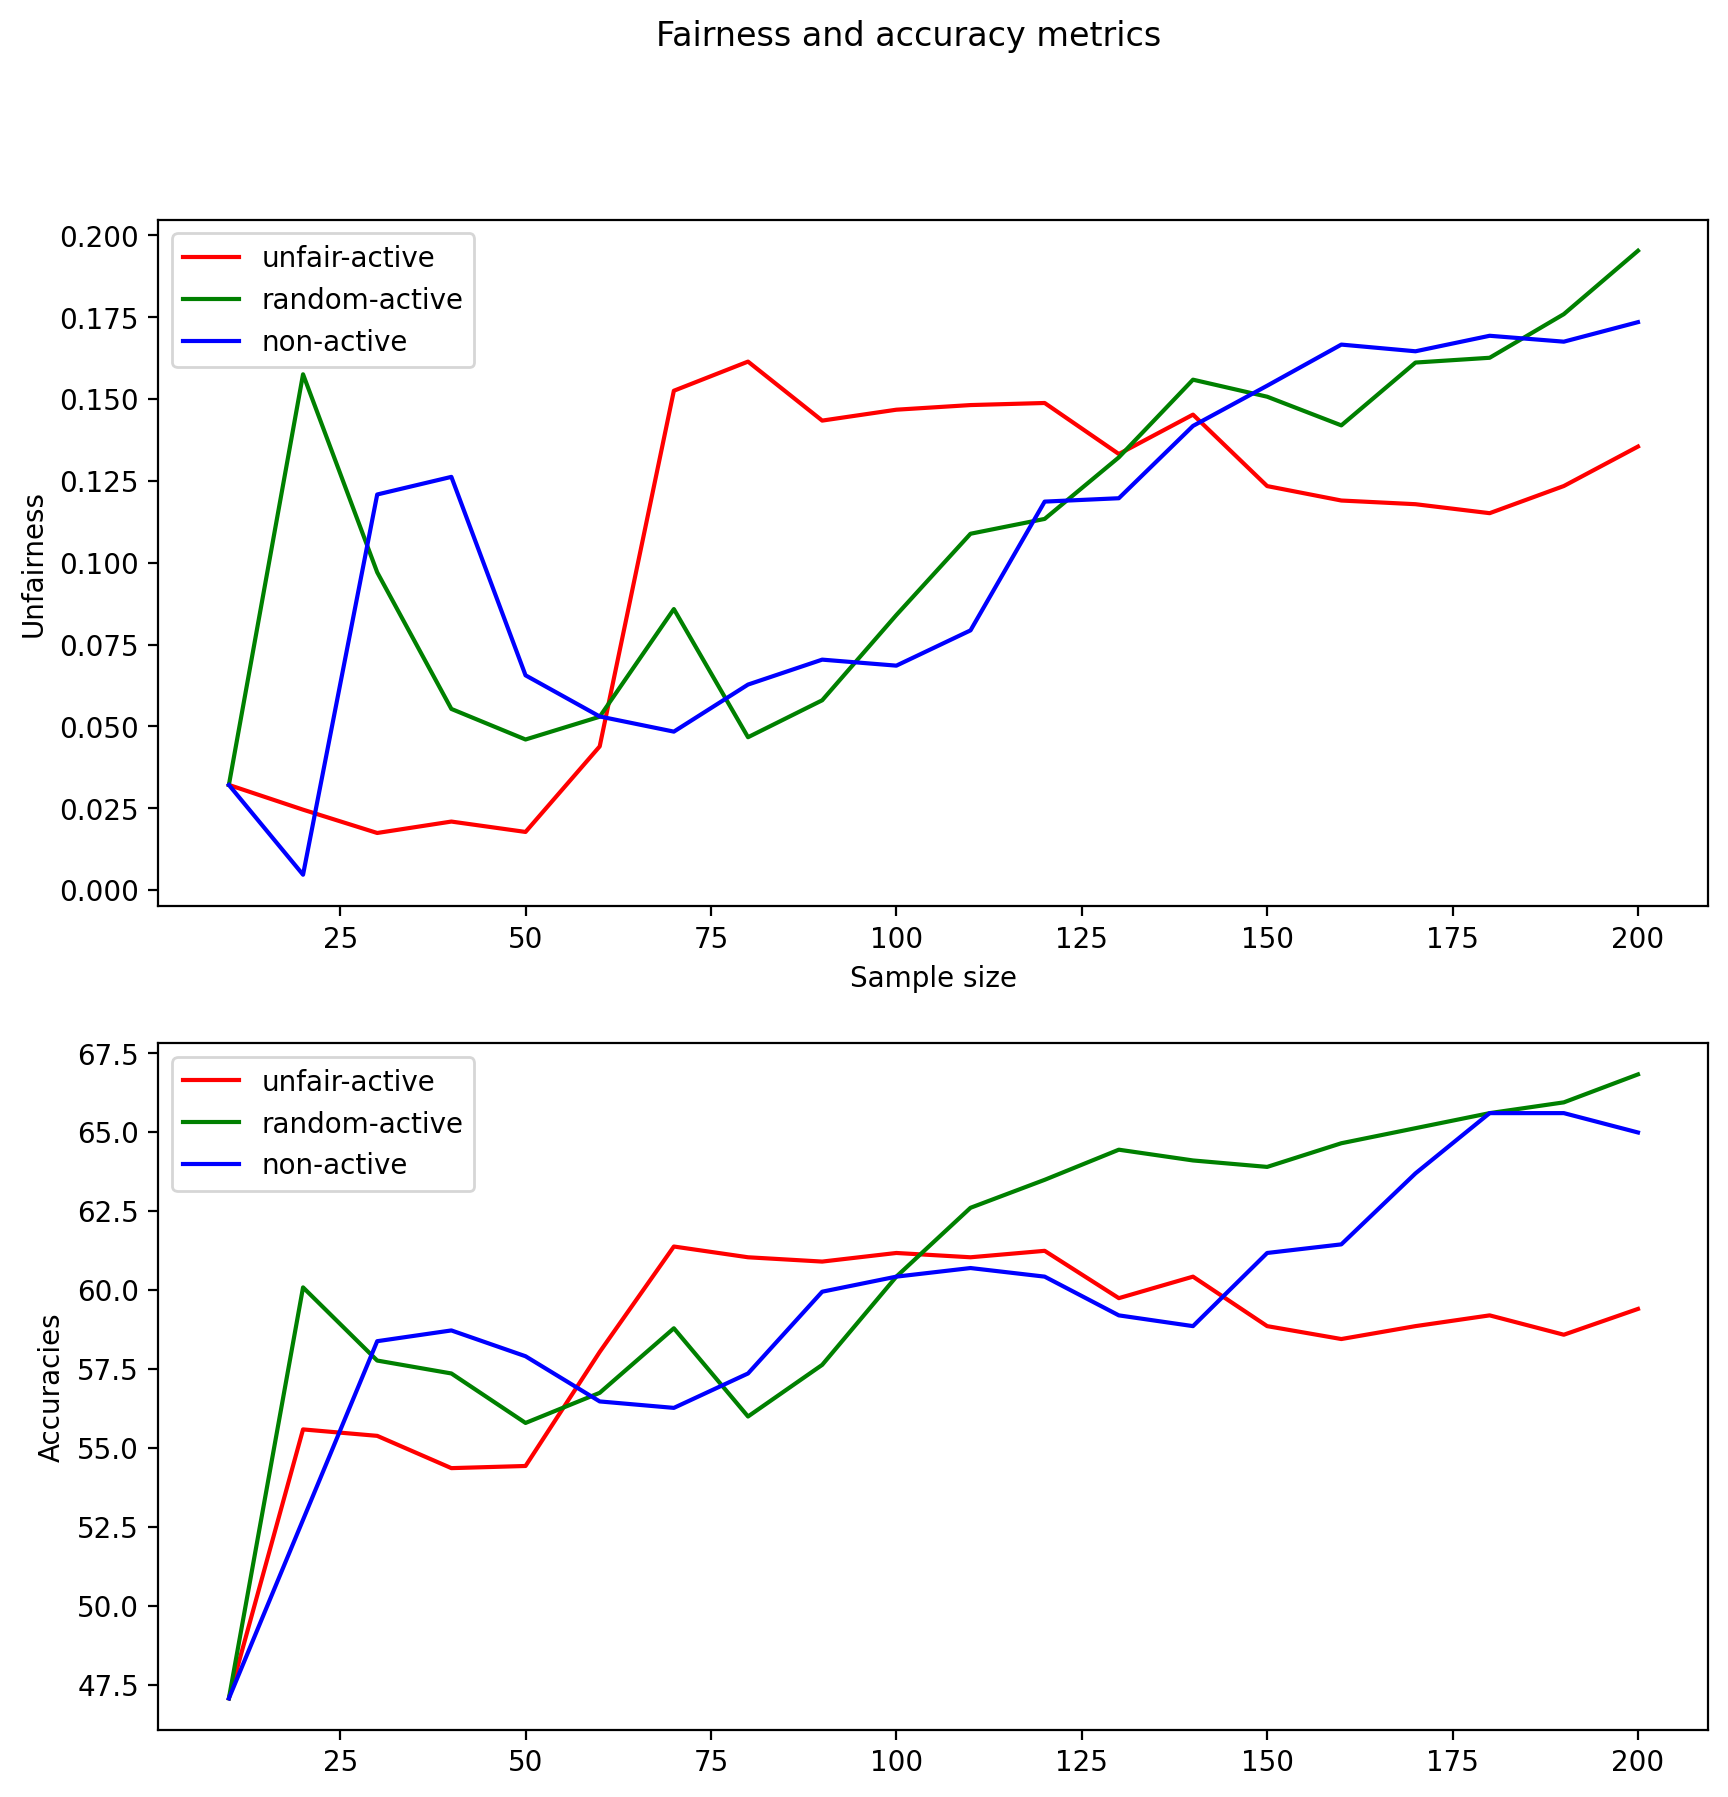 Fairness and accuracy metrics
0.200
0.175
0.150
0.125
0.100
0.075
0.050
0.025
0.000
Unfairness
unfair-active
random-active
non-active
25 50 75 100 125 150 175 200
Sample size
67.5
65.0
62.5
60.0
57.5
55.0
52.5
50.0
47.5
Accuracies
unfair-active
random-active
non-active
25 50 75 100 125 150 175 200